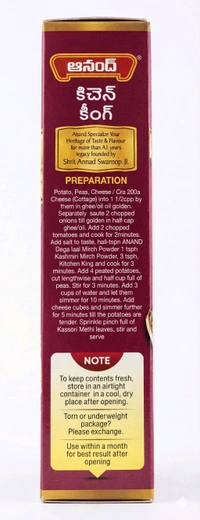 ఆనంద్
కిచెన్
కింగ్
Anand Specialize Your
Heritage of Taste & Flavour
for more than 43 years
legacy founded by
Shrit. Annad Swaroop. Jl.
PREPARATION
Potato, Peas, Cheese / Cra 200a
Cheese (Cottage) into 1 1/2cpp by
them in ghee/oil oil golden.
Separately saute 2 chopped
onions till golden in half-cap
ghee/oil. Add 2 chopped
tomatoes and cook for 2minutes.
Add salt to taste, hall-tspn ANAND
Dega laal Mirch Powder 1 tsph
Kashmiri Mirch Powder, 3 tsph,
Kitchen King and cook for 3
minutes. Add 4 peated potatoes,
cut lengthwise and half cup full of
peas. Stir for 3 minutes. Add 3
cups of water and let them
simmer for 10 minutes. Add
cheese cubes and simmer further
for 5 minutes till the potatoes are
tender. Sprinkle pinch full of
Kassori Methi leaves, stir and
serve
NOTE
To keep contents fresh,
store in an airtight
container in a cool, dry
place after opening.
Torn or underweight
package?
Please exchange.
Use within a month
for best result after
opening